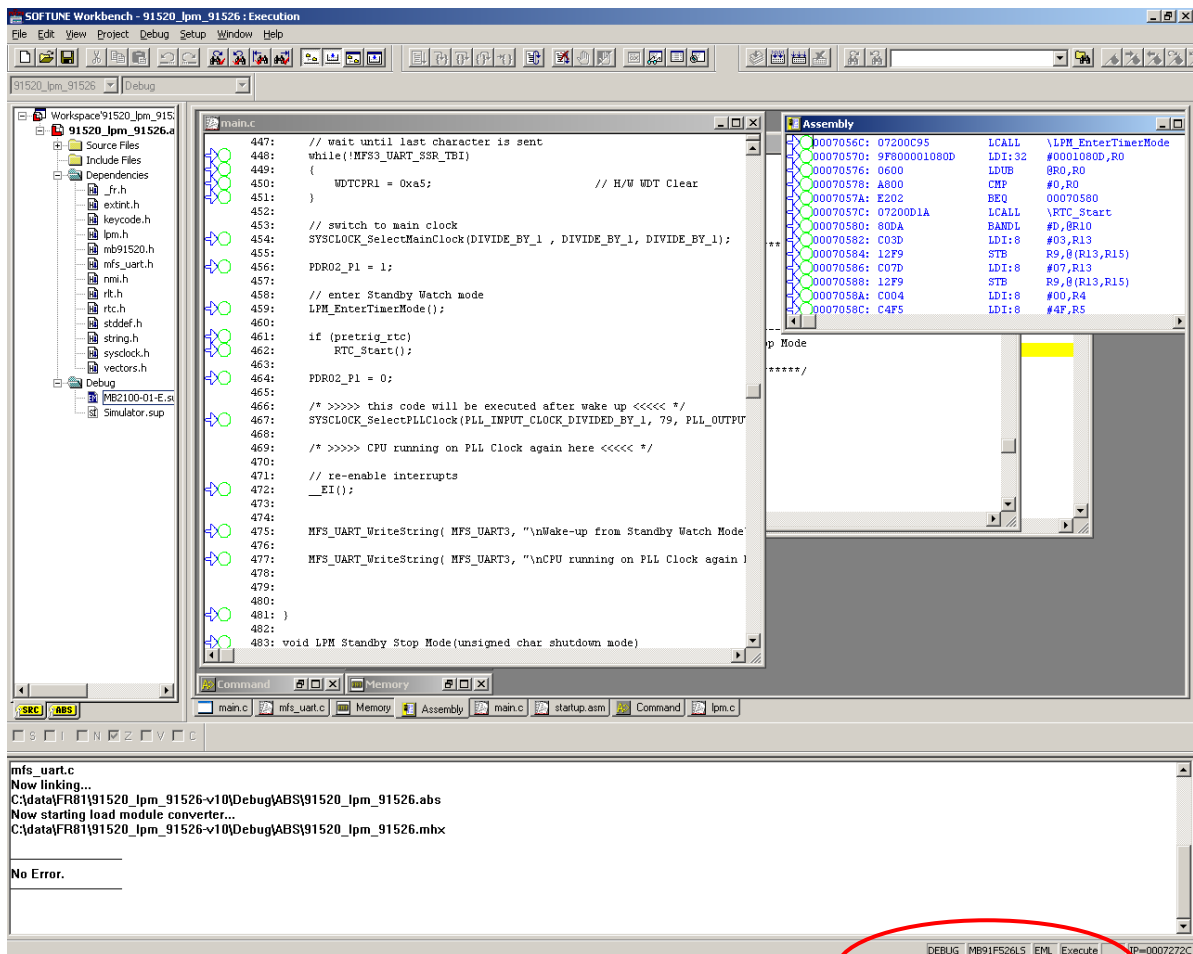 SOFTUNE Workbench - 91520_lpm_91526 : Execution
File Edit View Project Debug Setup Window Help
91520_lpm_91526 Debug
Workspace'91520_lpm_915:
91520_lpm_91526.a
Source Files
Include Files
Dependencies
_fr.h
extint.h
keycode.h
lpm.h
mb91520.h
mfs_uart.h
nmi.h
rlt.h
rtc.h
stddef.h
string.h
sysclock.h
vectors.h
Debug
MB2100-01-E.su
Simulator.sup
SRC ABS
main.c
447: // wait until last character is sent
448: while(!MFS3_UART_SSR_TBI)
449: {
450: WDTCPR1 = 0xa5; // H/W WDT Clear
451: }
452:
453: // switch to main clock
454: SYSCLOCK_SelectMainClock(DIVIDE_BY_1 , DIVIDE_BY_1, DIVIDE_BY_1);
455:
456: PDR02_P1 = 1;
457:
458: // enter Standby Watch mode
459: LPM_EnterTimerMode();
460:
461: if (pretrig_rtc)
462: RTC_Start();
463:
464: PDR02_P1 = 0;
465:
466: /* >>>>> this code will be executed after wake up <<<<< */
467: SYSCLOCK_SelectPLLClock(PLL_INPUT_CLOCK_DIVIDED_BY_1, 79, PLL_OUTPU
468:
469: /* >>>>> CPU running on PLL Clock again here <<<<< */
470:
471: // re-enable interrupts
472: __EI();
473:
474:
475: MFS_UART_WriteString( MFS_UART3, "\nWake-up from Standby Watch Mode
476:
477: MFS_UART_WriteString( MFS_UART3, "\nCPU running on PLL Clock again
478:
479:
480:
481: }
482:
483: void LPM_Standby_Stop_Mode(unsigned char shutdown_mode)
Assembly
0007056C: 07200C95 LCALL \LPM_EnterTimerMode
00070570: 9F800001080D LDI:32 #0001080D,R0
00070576: 0600 LDUB @R0,R0
00070578: A800 CMP #0,R0
0007057A: E202 BEQ 00070580
0007057C: 07200D1A LCALL \RTC_Start
00070580: 80DA BANDL #D,@R10
00070582: C03D LDI:8 #03,R13
00070584: 12F9 STB R9,@(R13,R15)
00070586: C07D LDI:8 #07,R13
00070588: 12F9 STB R9,@(R13,R15)
0007058A: C004 LDI:8 #00,R4
0007058C: C4F5 LDI:8 #4F,R5
**
op Mode
*****/
Command Memory
main.c mfs_uart.c Memory Assembly main.c startup.asm Command lpm.c
S I N Z V C
mfs_uart.c
Now linking...
C:\data\FR81\91520_lpm_91526-v10\Debug\ABS\91520_lpm_91526.abs
Now starting load module converter...
C:\data\FR81\91520_lpm_91526-v10\Debug\ABS\91520_lpm_91526.mhx
No Error.
DEBUG MB91F526LS EML Execute IP=0007272C